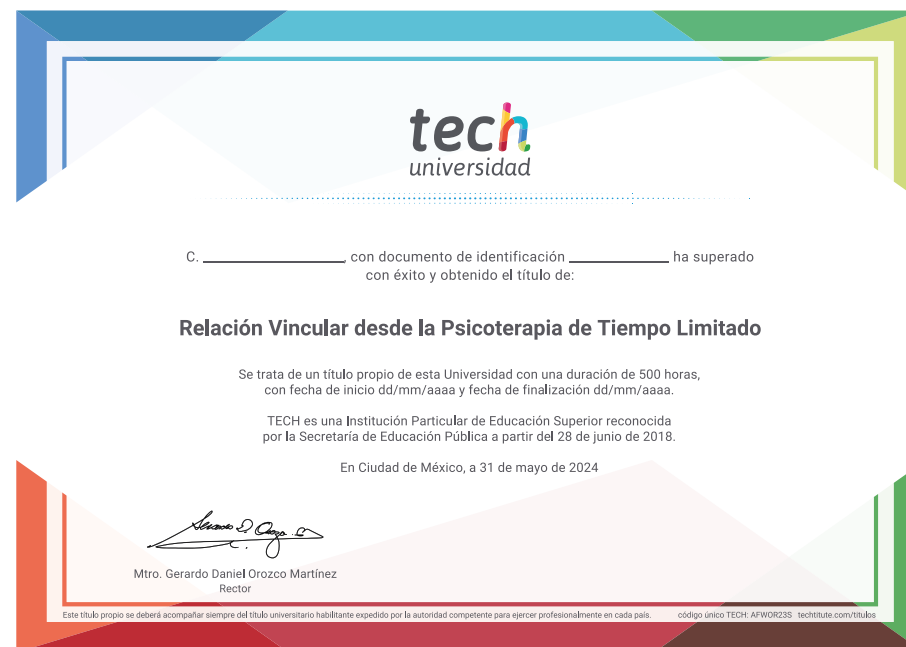 tech
universidad
C. ____________, con documento de identificación ____________ ha superado
con éxito y obtenido el título de:
Relación Vincular desde la Psicoterapia de Tiempo Limitado
Se trata de un título propio de esta Universidad con una duración de 500 horas,
con fecha de inicio dd/mm/aaaa y fecha de finalización dd/mm/aaaa.
TECH es una Institución Particular de Educación Superior reconocida
por la Secretaría de Educación Pública a partir del 28 de junio de 2018.
En Ciudad de México, a 31 de mayo de 2024
Mtro. Gerardo Daniel Orozco Martínez
Rector
Este título propio se deberá acompañar siempre del título universitario habilitante expedido por la autoridad competente para ejercer profesionalmente en cada país. código único TECH: AFWOR23S techtitute.com/titulos